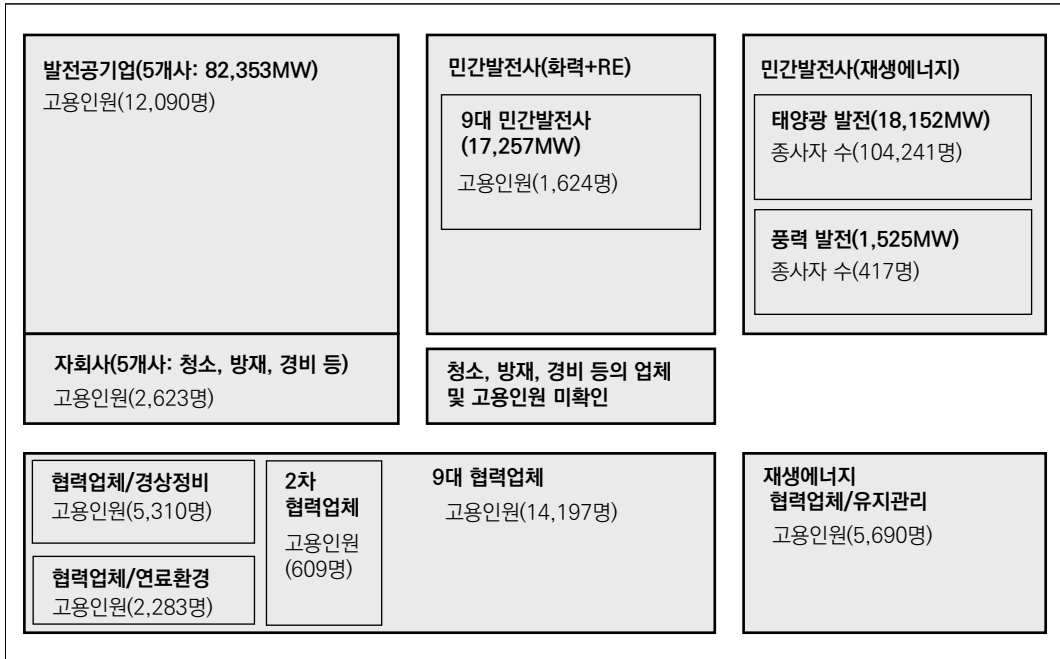 발전공기업(5개사: 82,353MW)
고용인원(12,090명)
자회사(5개사: 청소, 방재, 경비 등)
고용인원(2,623명)
민간발전사(화력+RE)
9대 민간발전사
(17,257MW)
고용인원(1,624명)
청소, 방재, 경비 등의 업체
및 고용인원 미확인
민간발전사(재생에너지)
태양광 발전(18,152MW)
종사자 수(104,241명)
풍력 발전(1,525MW)
종사자 수(417명)
협력업체/경상정비
고용인원(5,310명)
협력업체/연료환경
고용인원(2,283명)
2차
협력업체
고용인원
(609명)
9대 협력업체
고용인원(14,197명)
재생에너지
협력업체/유지관리
고용인원(5,690명)